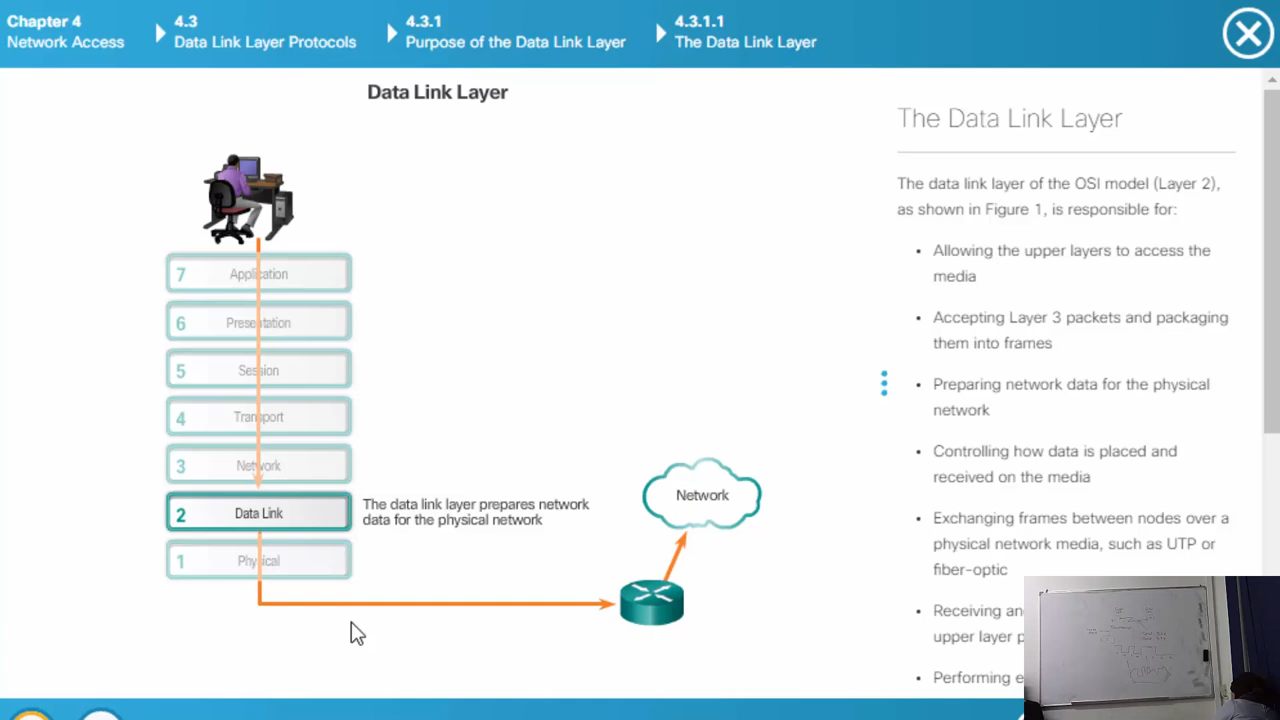 Chapter 4
Network Access
4.3
Data Link Layer Protocols
4.3.1
Purpose of the Data Link Layer
4.3.1.1
The Data Link Layer
Data Link Layer
7 Application
6 Presentation
5 Session
4 Transport
3 Network
2 Data Link
1 Physical
The data link layer prepares network
data for the physical network
Network
The Data Link Layer
The data link layer of the OSI model (Layer 2),
as shown in Figure 1, is responsible for:
• Allowing the upper layers to access the
media
• Accepting Layer 3 packets and packaging
them into frames
• Preparing network data for the physical
network
• Controlling how data is placed and
received on the media
• Exchanging frames between nodes over a
physical network media, such as UTP or
fiber-optic
• Receiving
upper layer
• Performing